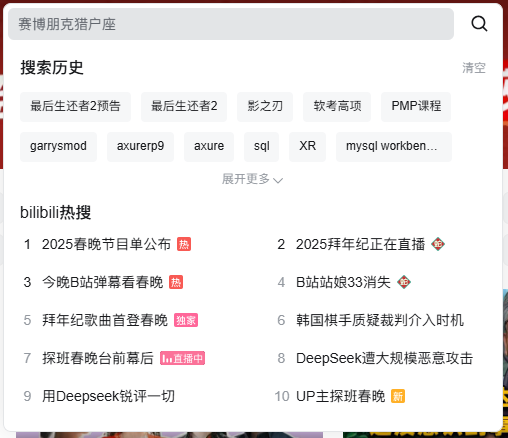 赛博朋克猎户座
搜索历史 清空
最后生还者2预告 最后生还者2 影之刃 软考高项 PMP课程
garrysmod axurerp9 axure sql XR mysql workben…
展开更多
bilibili热搜
1 2025春晚节目单公布 热 2 2025拜年纪正在直播
3 今晚B站弹幕看春晚 热 4 B站站娘33消失
5 拜年纪歌曲首登春晚 独家 6 韩国棋手质疑裁判介入时机
7 探班春晚台前幕后 直播中 8 DeepSeek遭大规模恶意攻击
9 用Deepseek锐评一切 10 UP主探班春晚 新